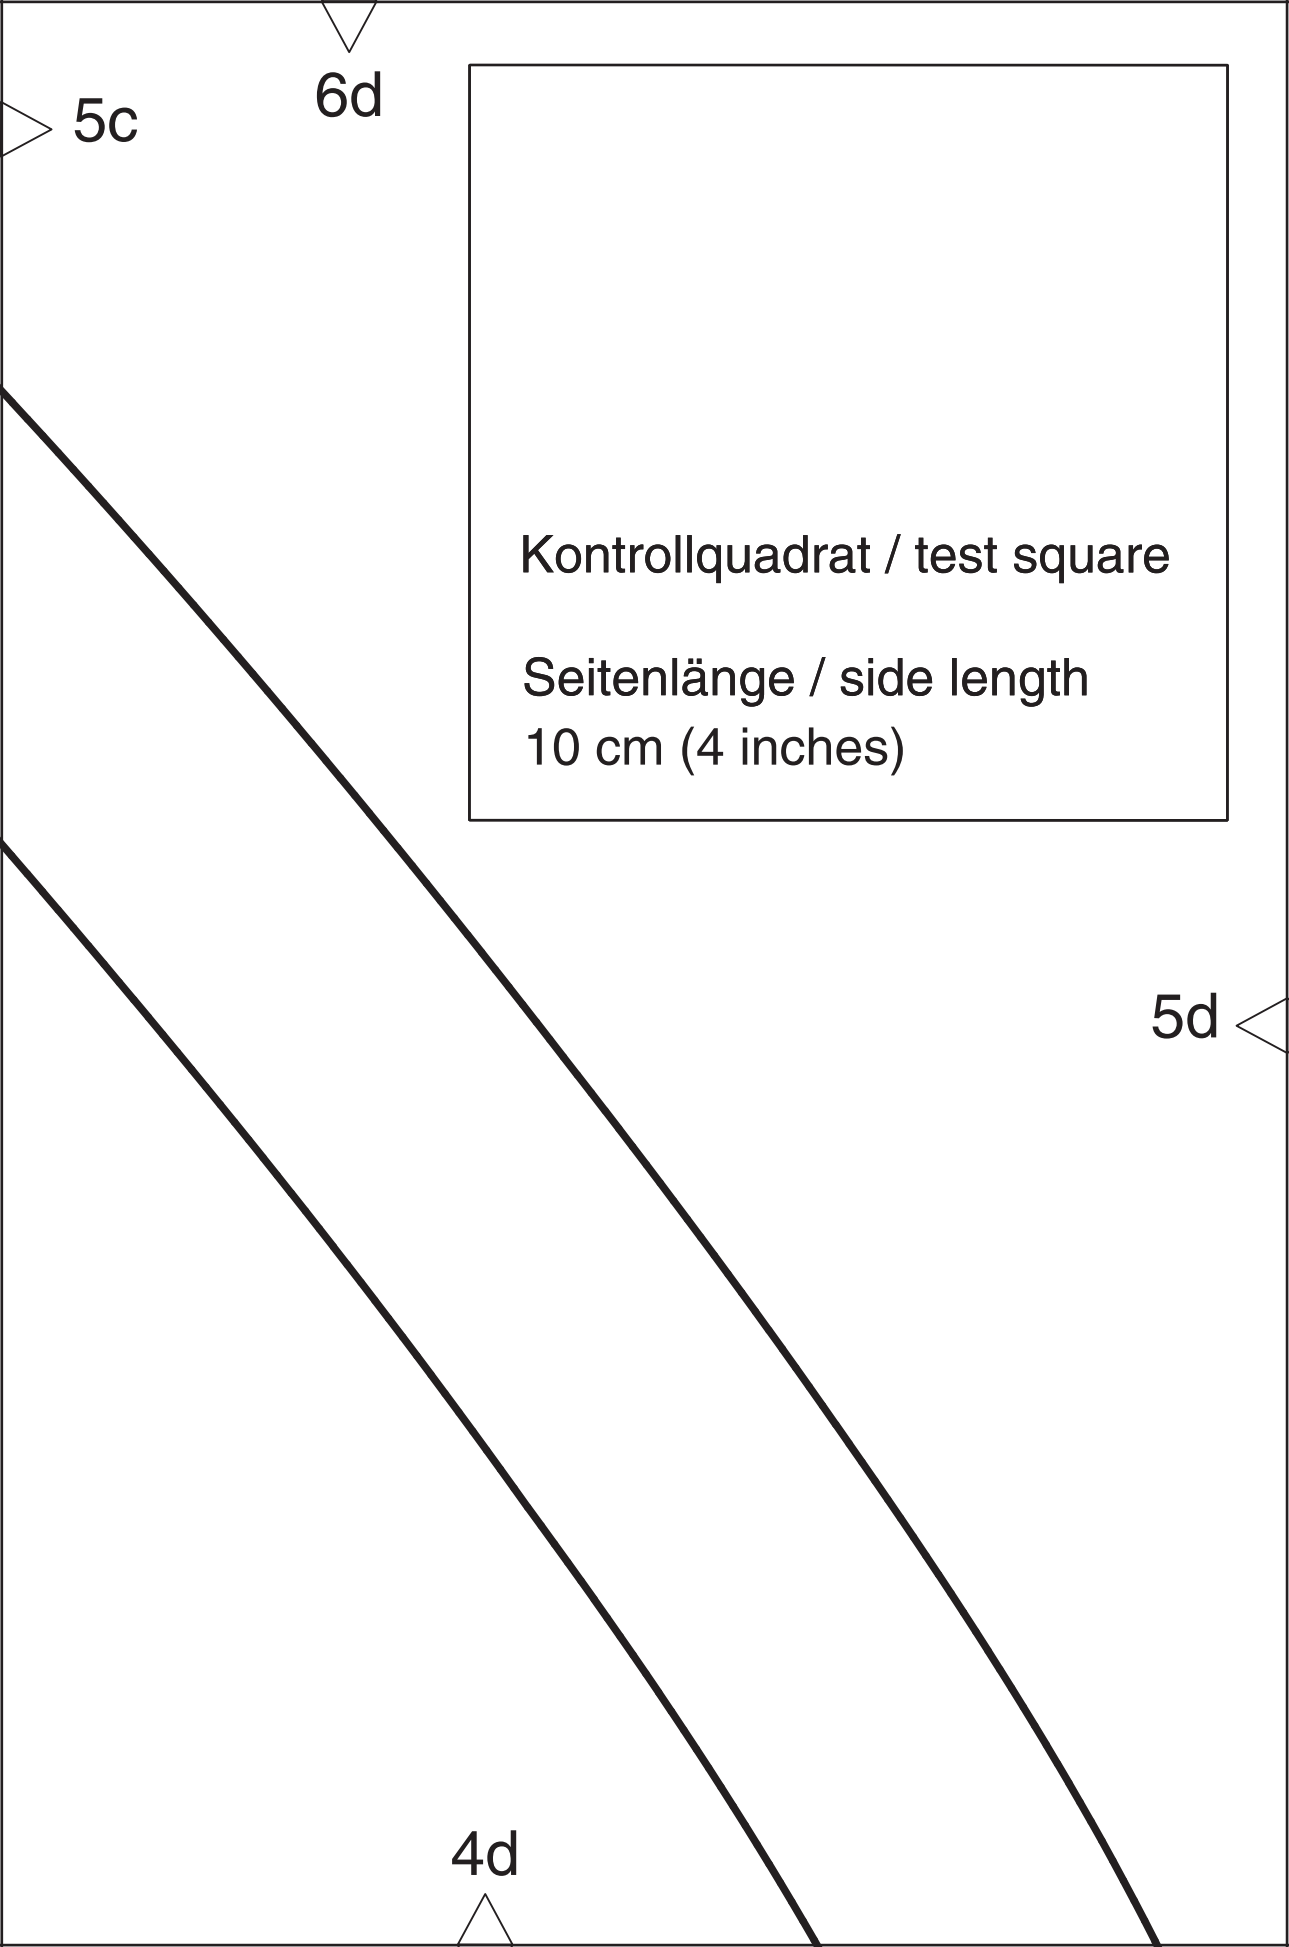 6d
5c
Kontrollquadrat / test square
Seitenlänge / side length
10 cm (4 inches)
5d
4d